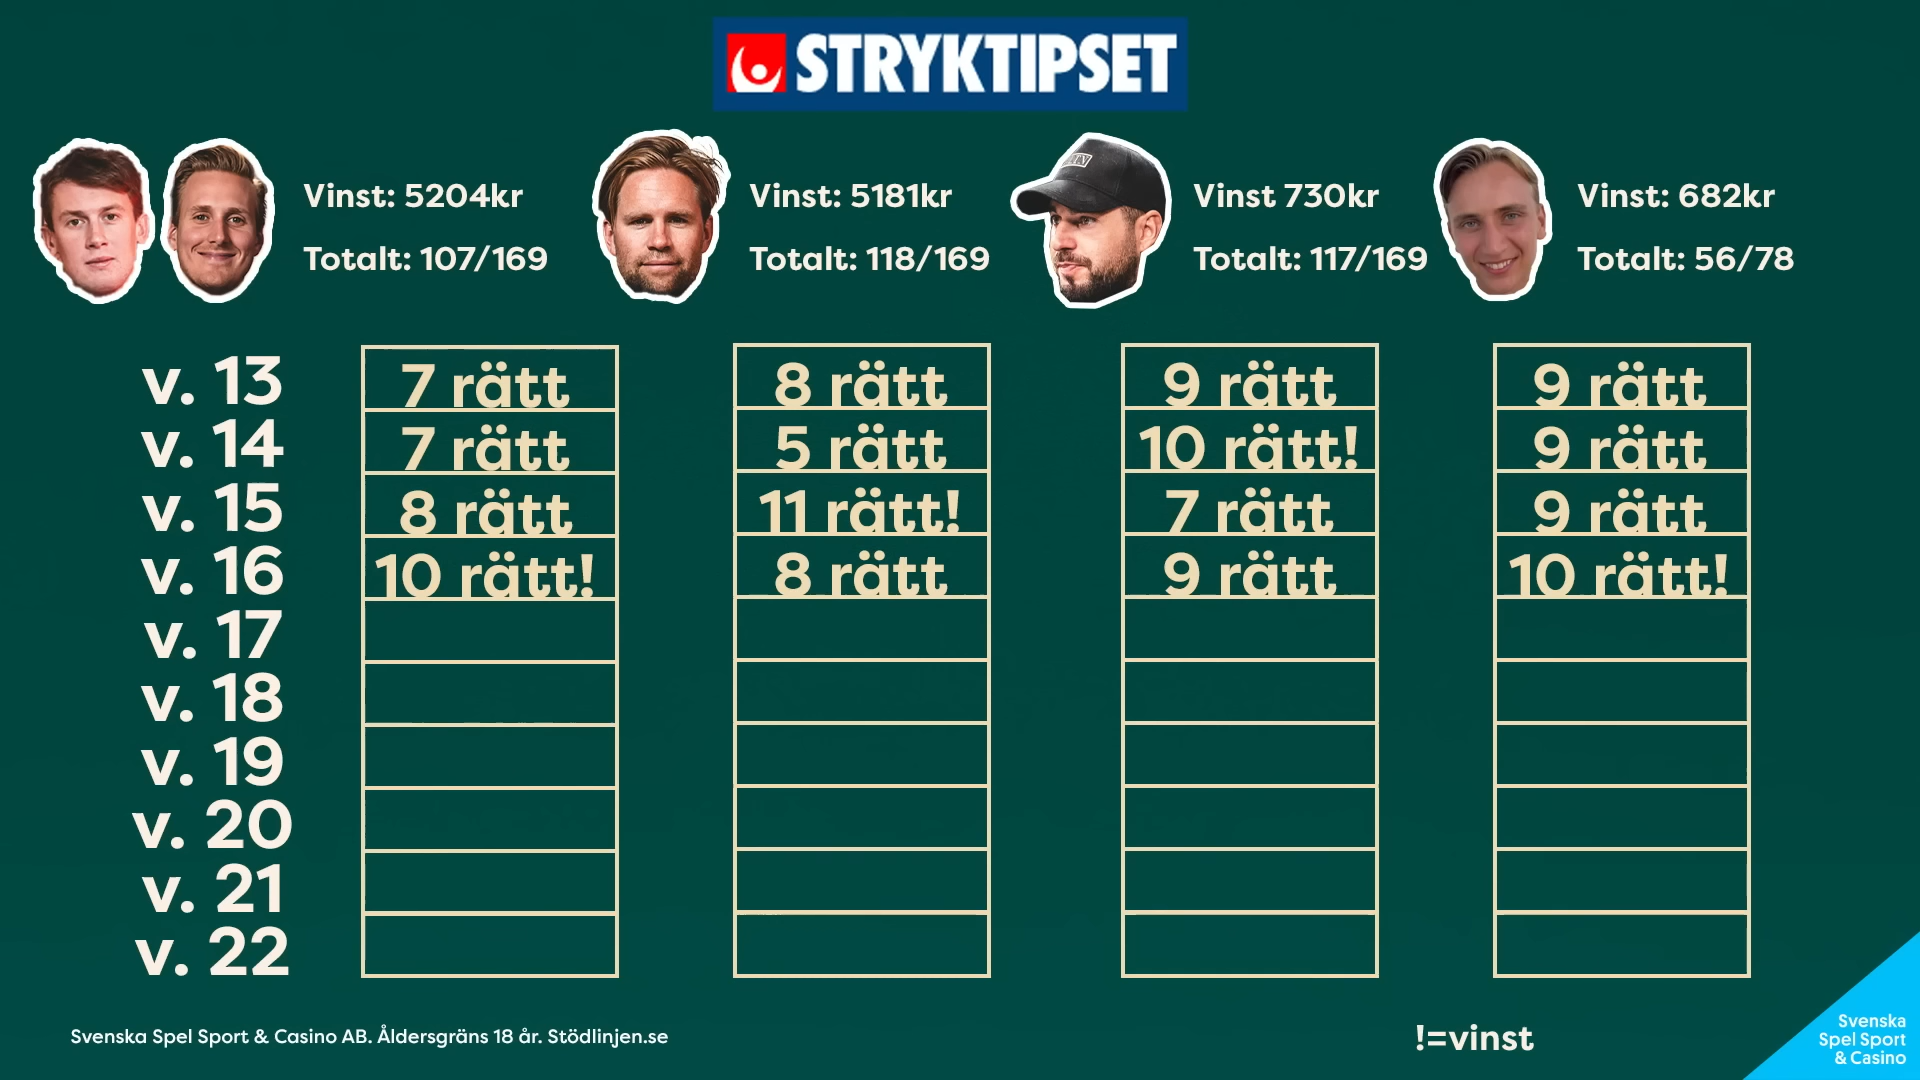 STRYKTIPSET
Vinst: 5204kr
Totalt: 107/169
Vinst: 5181kr
Totalt: 118/169
Vinst 730kr
Totalt: 117/169
Vinst: 682kr
Totalt: 56/78
v. 13 7 rätt 8 rätt 9 rätt 9 rätt
v. 14 7 rätt 5 rätt 10 rätt! 9 rätt
v. 15 8 rätt 11 rätt! 7 rätt 9 rätt
v. 16 10 rätt! 8 rätt 9 rätt 10 rätt!
v. 17
v. 18
v. 19
v. 20
v. 21
v. 22
Svenska Spel Sport & Casino AB. Åldersgräns 18 år. Stödlinjen.se
!=vinst
Svenska
Spel Sport
& Casino